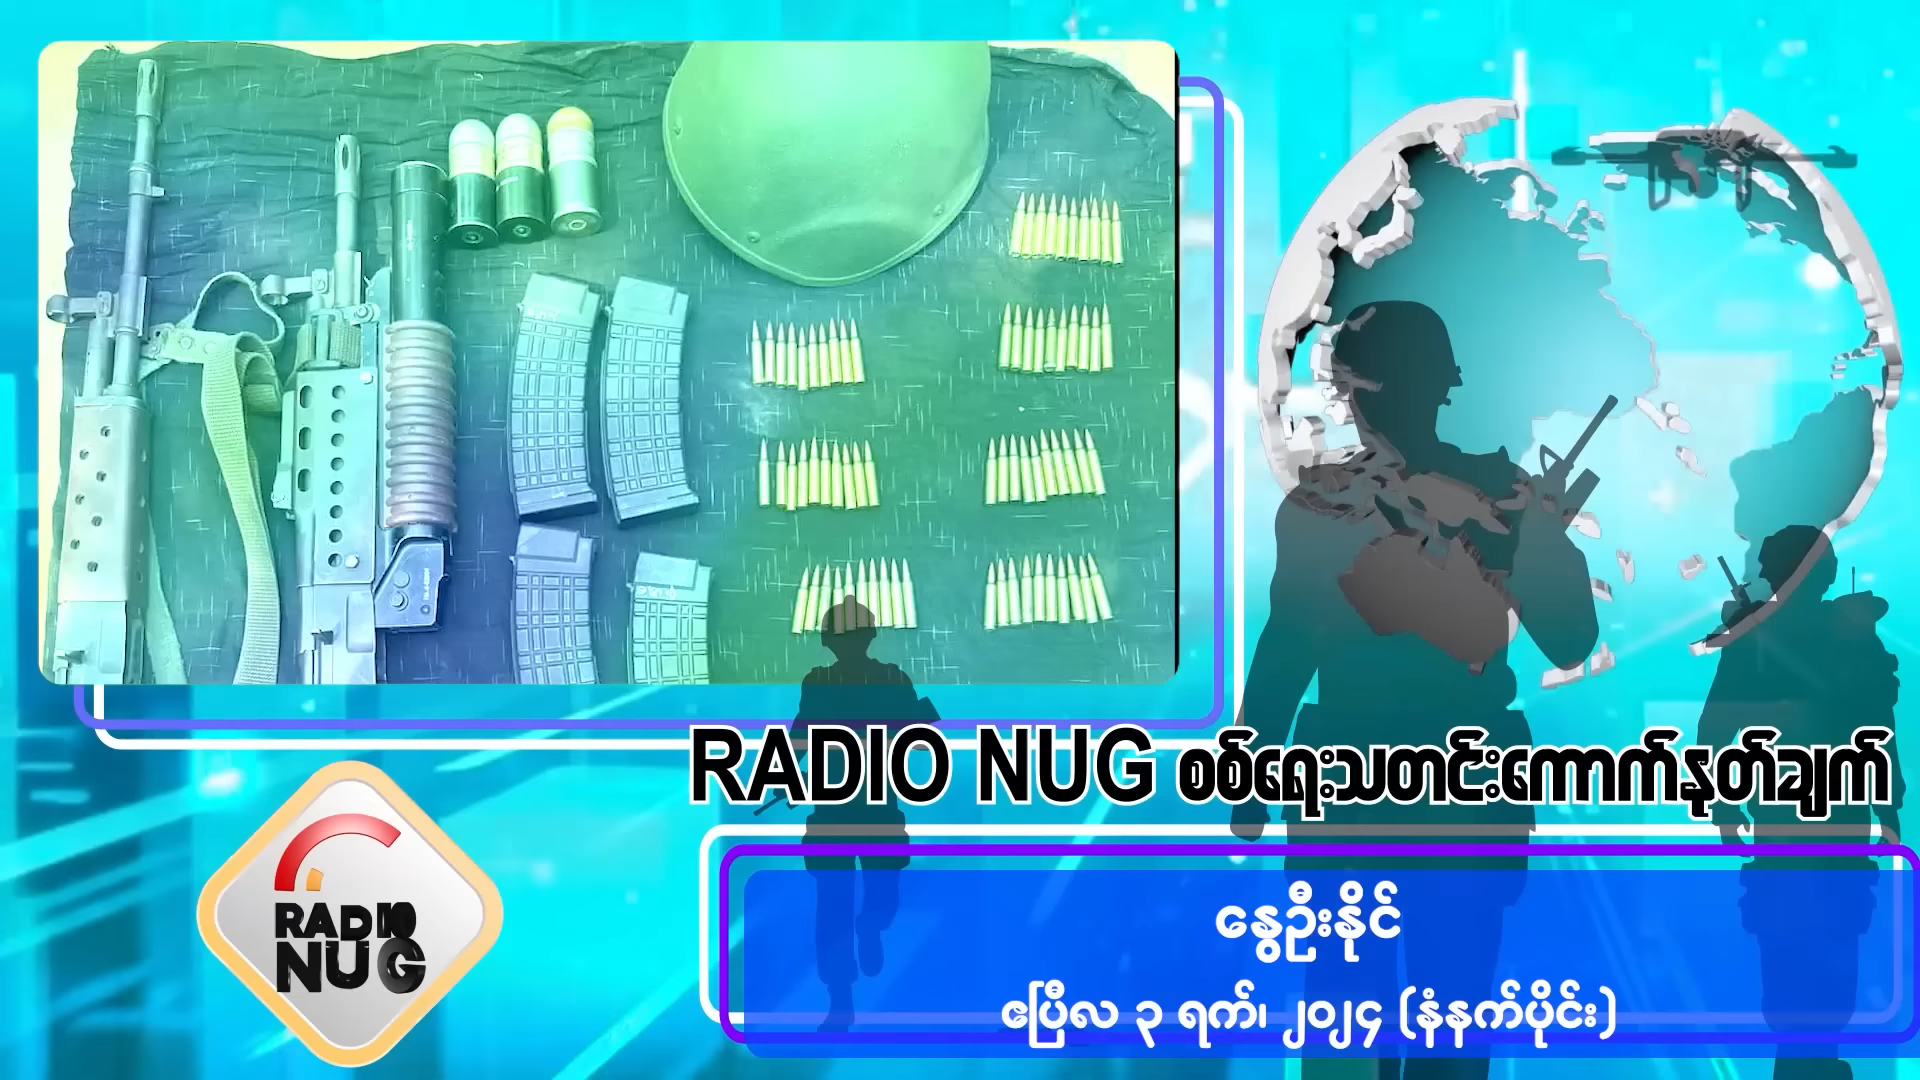 RADIO NUG စစ်ရေးသတင်းကောက်နုတ်ချက်
RADIO
NUG
နွေဦးနိုင်
ဧပြီလ ၃ ရက်၊ ၂၀၂၄ (နံနက်ပိုင်း)